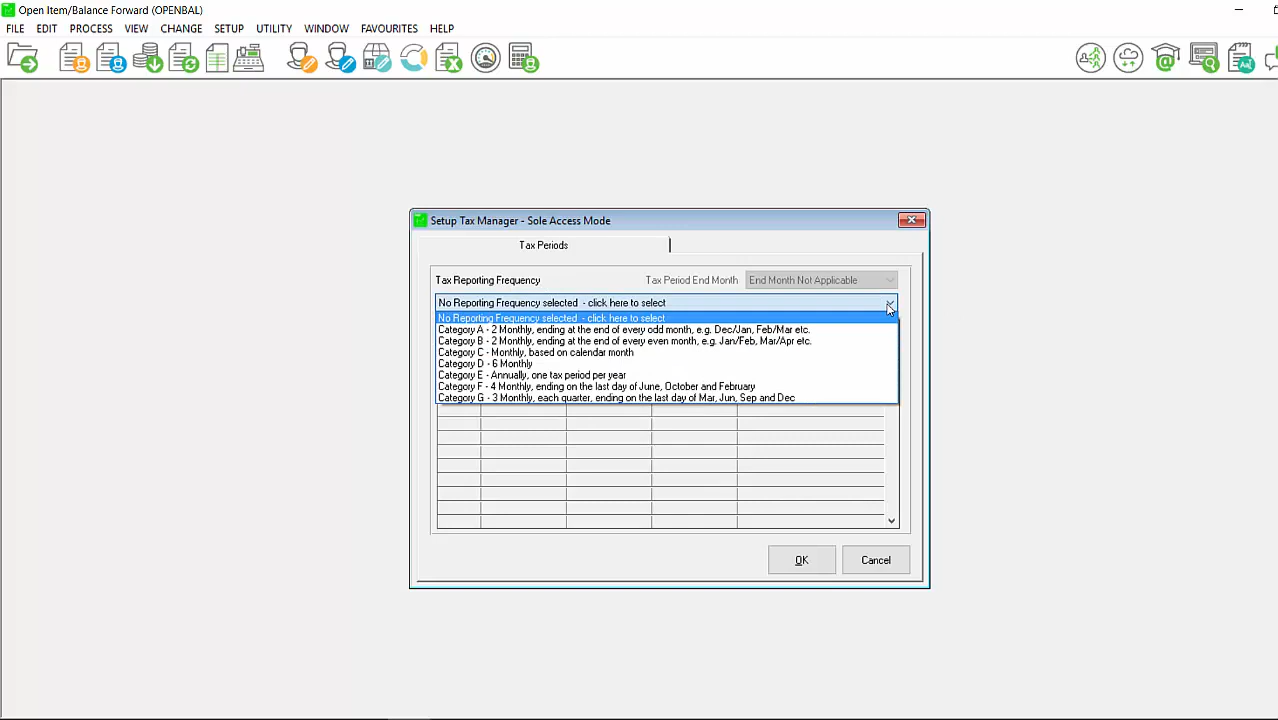 Open Item/Balance Forward (OPENBAL)
FILE EDIT PROCESS VIEW CHANGE SETUP UTILITY WINDOW FAVOURITES HELP
Setup Tax Manager - Sole Access Mode
Tax Periods
Tax Reporting Frequency Tax Period End Month End Month Not Applicable
No Reporting Frequency selected - click here to select
No Reporting Frequency selected - click here to select
Category A - 2 Monthly, ending at the end of every odd month, e.g. Dec/Jan, Feb/Mar etc.
Category B - 2 Monthly, ending at the end of every even month, e.g. Jan/Feb, Mar/Apr etc.
Category C - Monthly, based on calendar month
Category D - 6 Monthly
Category E - Annually, one tax period per year
Category F - 4 Monthly, ending on the last day of June, October and February
Category G - 3 Monthly, each quarter, ending on the last day of Mar, Jun, Sep and Dec
OK Cancel